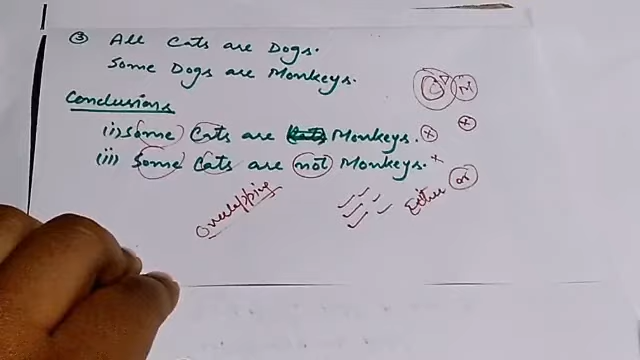 ③ All Cats are Dogs.
Some Dogs are Monkeys.
Conclusions
(i) Some Cats are Monkeys.
(ii) Some Cats are not Monkeys.
Overlapping
Either or
C D M